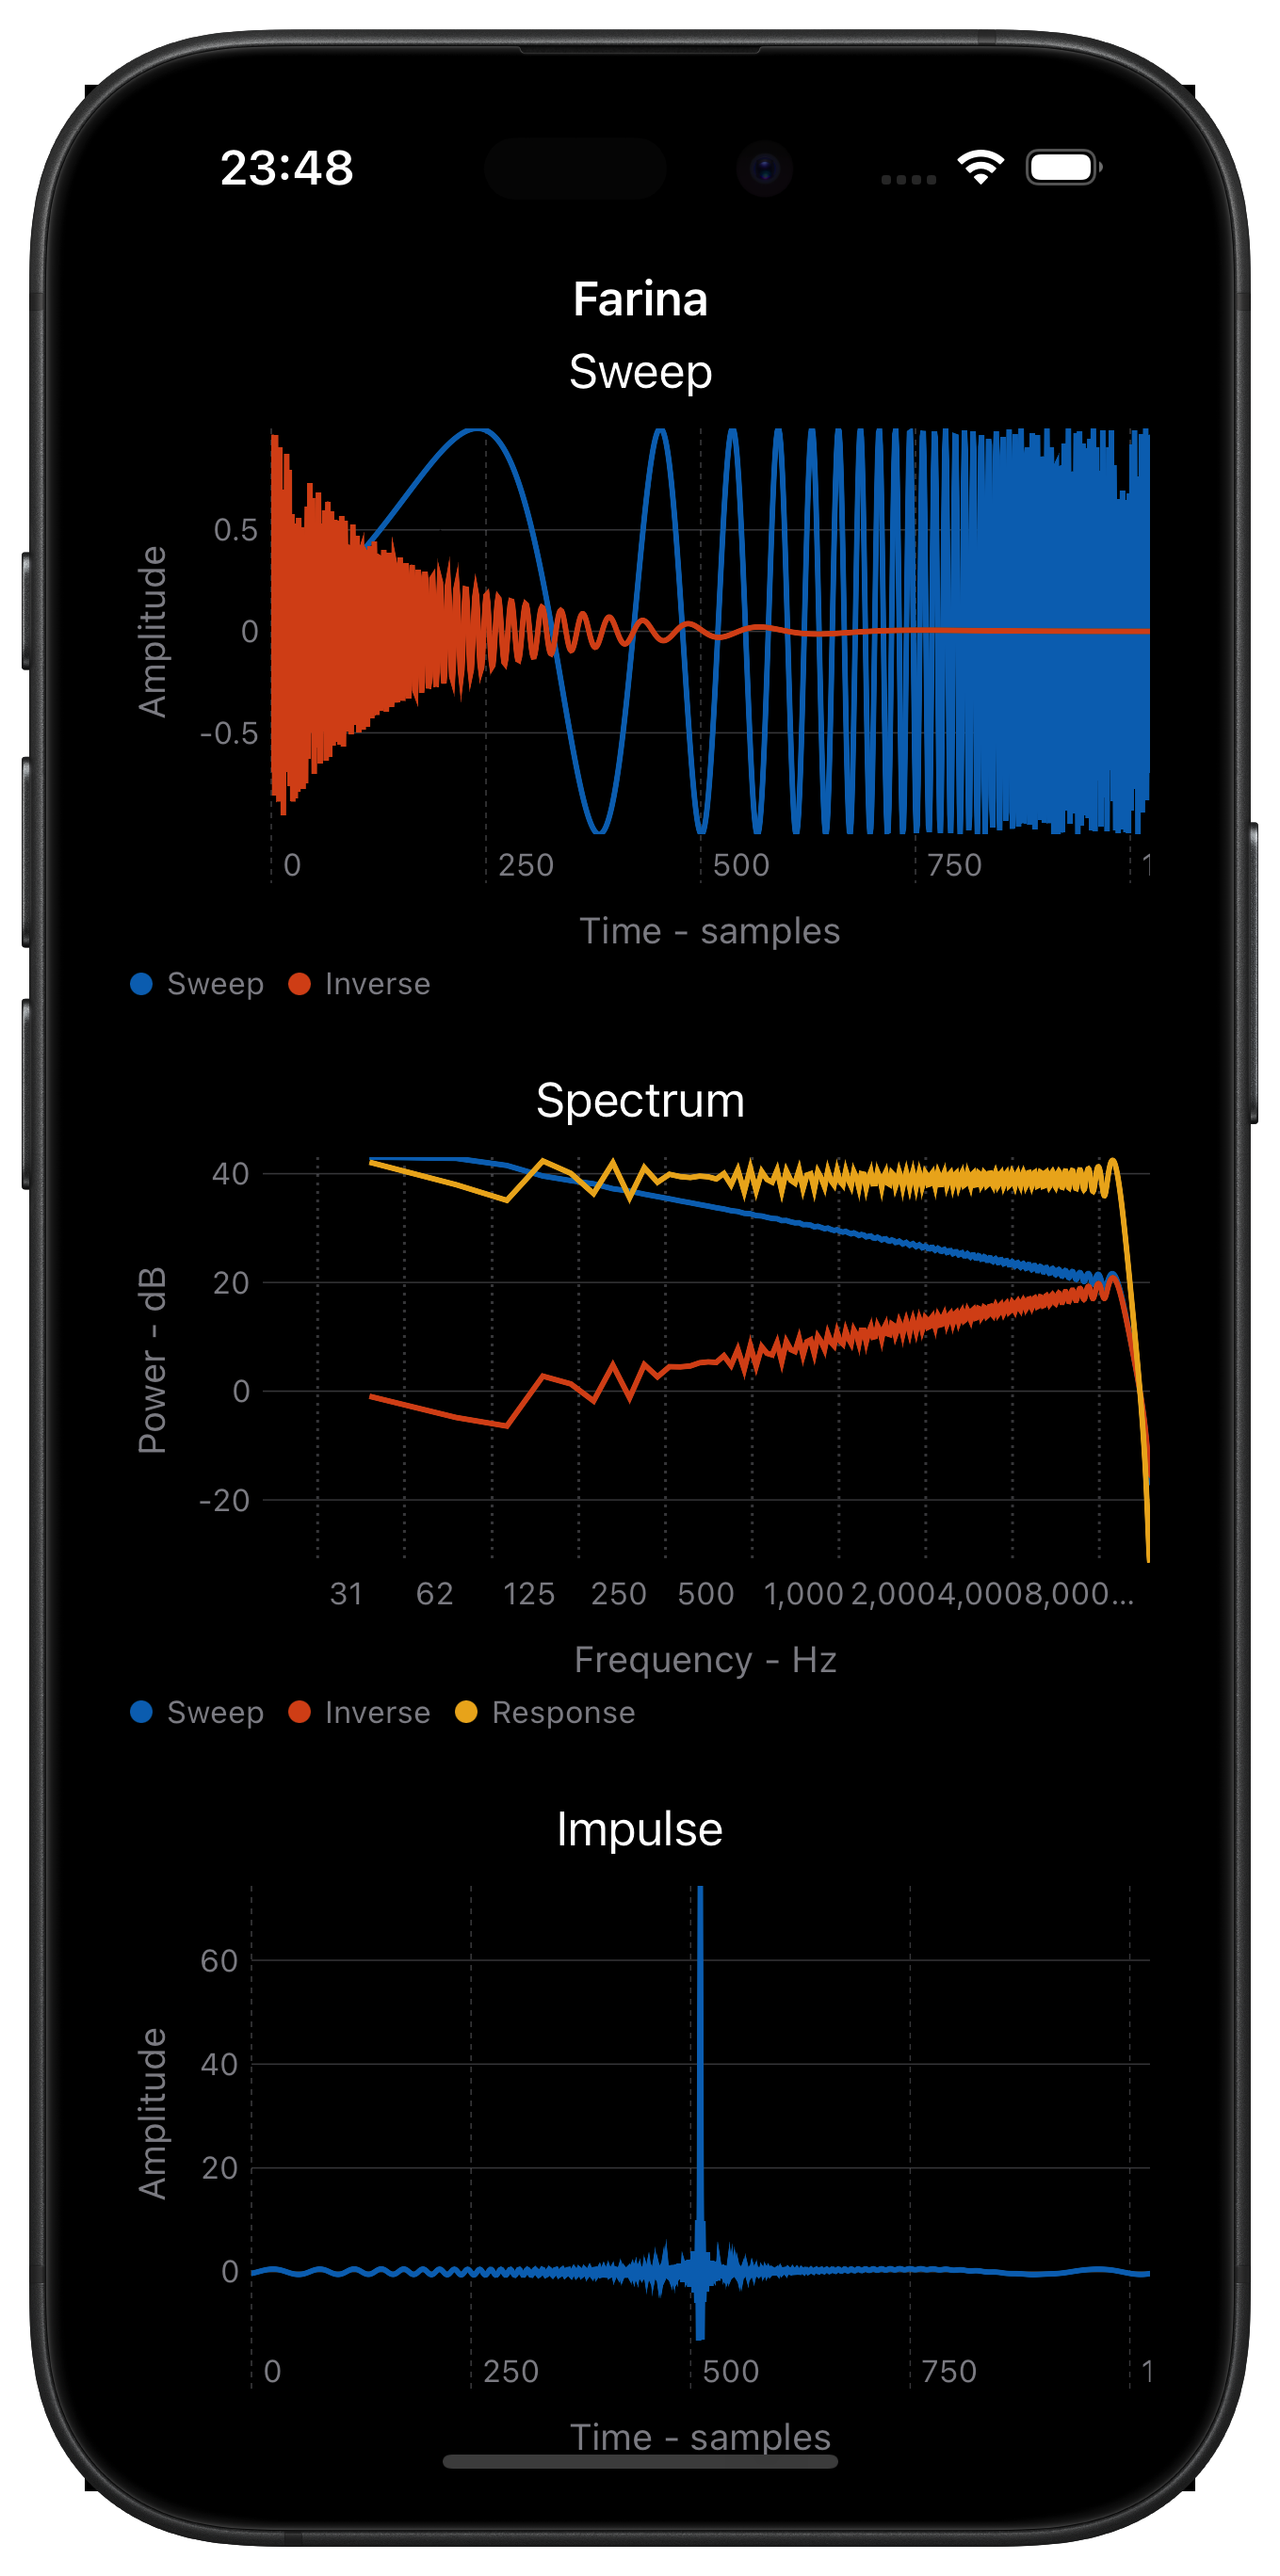 23:48
Farina
Sweep
Amplitude
0.5
0
-0.5
0 250 500 750 1
Time - samples
Sweep Inverse
Spectrum
Power - dB
40
20
0
-20
31 62 125 250 500 1,000 2,000 4,000 8,000...
Frequency - Hz
Sweep Inverse Response
Impulse
Amplitude
60
40
20
0
0 250 500 750 1
Time - samples